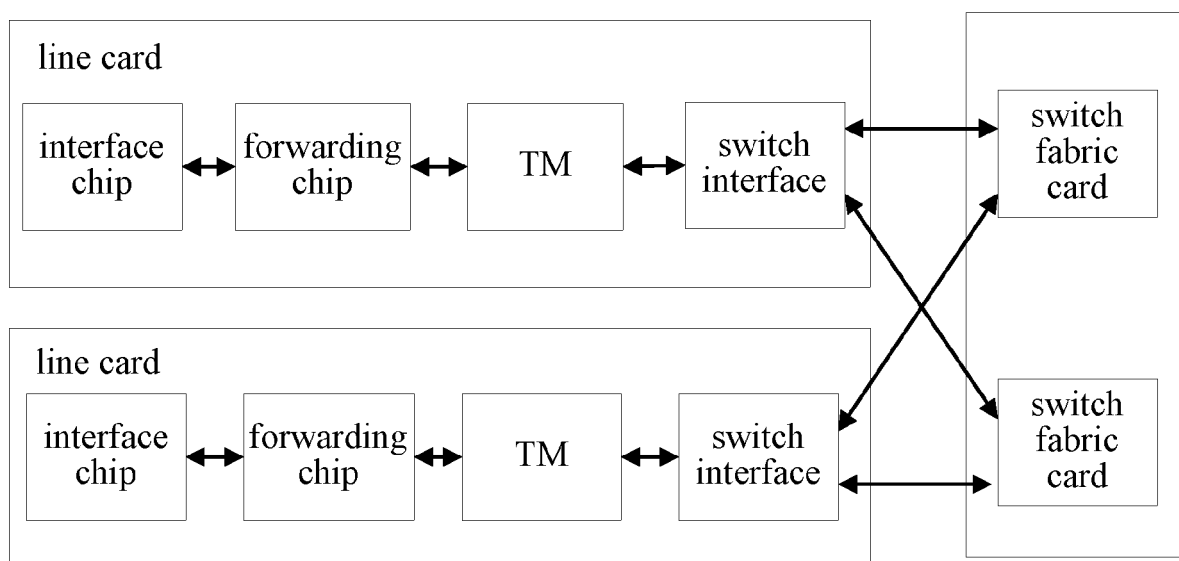 line card
interface
chip
forwarding
chip
TM
switch
interface
switch
fabric
card
line card
interface
chip
forwarding
chip
TM
switch
interface
switch
fabric
card